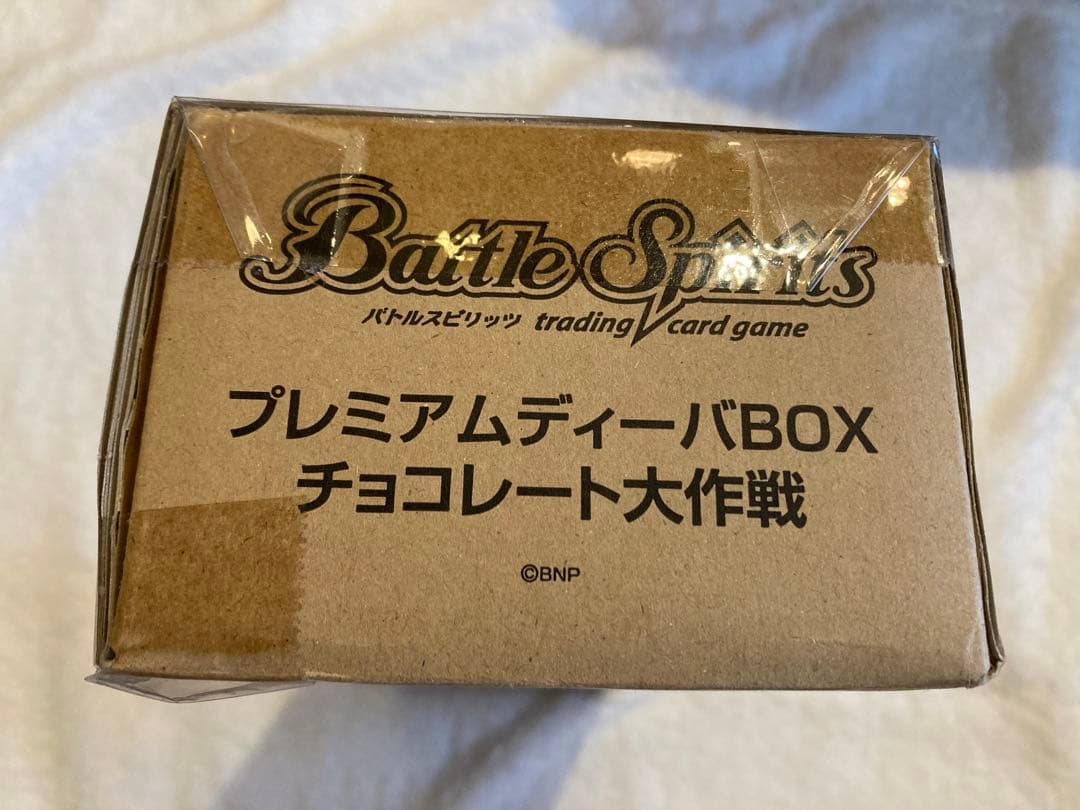 Battle Spirits
バトルスピリッツ trading card game
プレミアムディーバBOX
チョコレート大作戦
©BNP